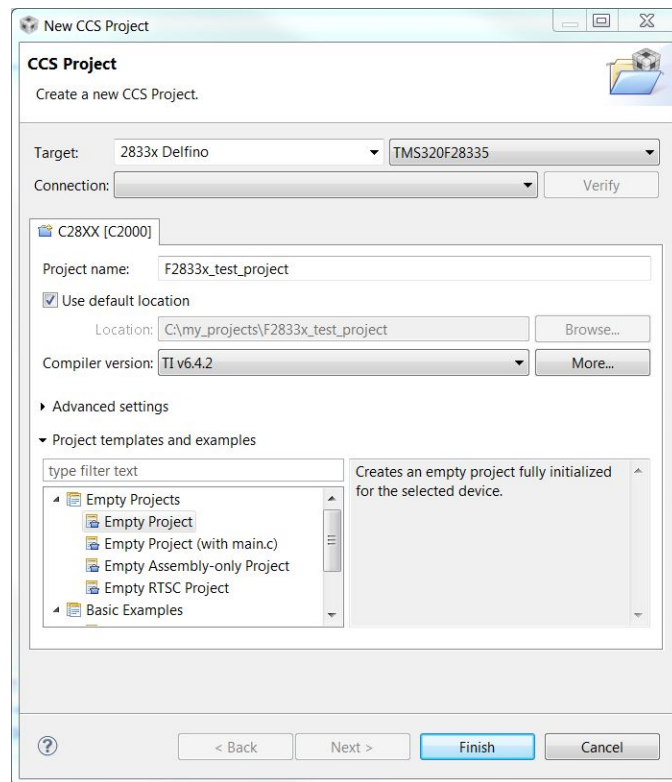 New CCS Project
CCS Project
Create a new CCS Project.
Target: 2833x Delfino TMS320F28335
Connection: Verify
C28XX [C2000]
Project name: F2833x_test_project
Use default location
Location: C:\my_projects\F2833x_test_project Browse...
Compiler version: TI v6.4.2 More...
Advanced settings
Project templates and examples
type filter text
Empty Projects
Empty Project
Empty Project (with main.c)
Empty Assembly-only Project
Empty RTSC Project
Basic Examples
Creates an empty project fully initialized
for the selected device.
? < Back Next > Finish Cancel